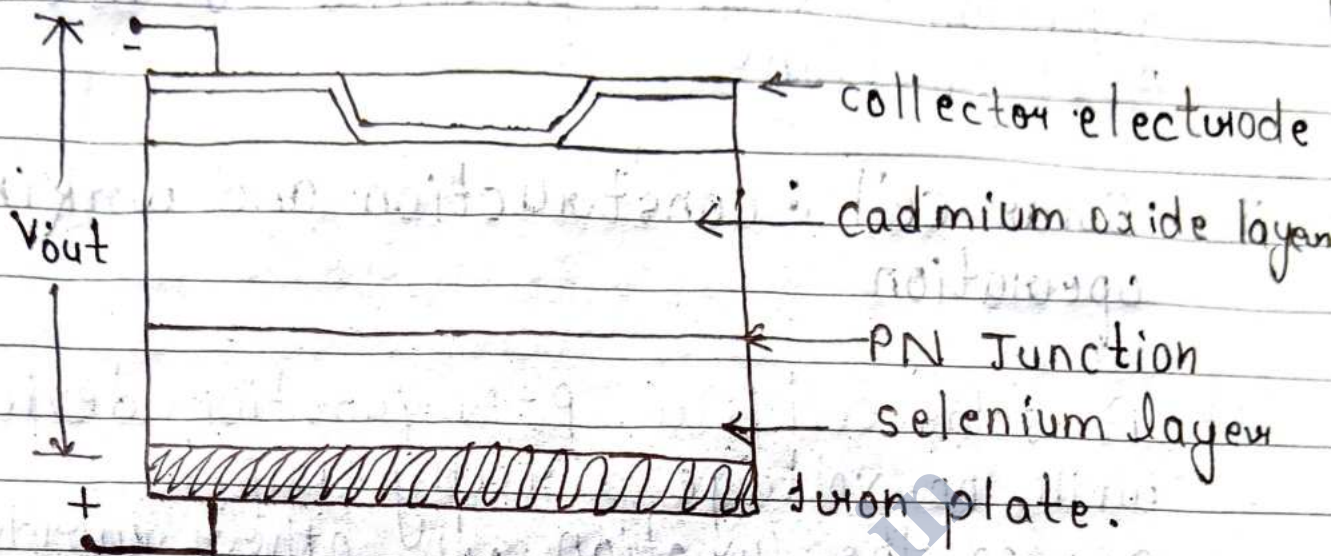 -
collector electrode
cadmium oxide layer
Vout
PN Junction
selenium layer
+
Iron plate.